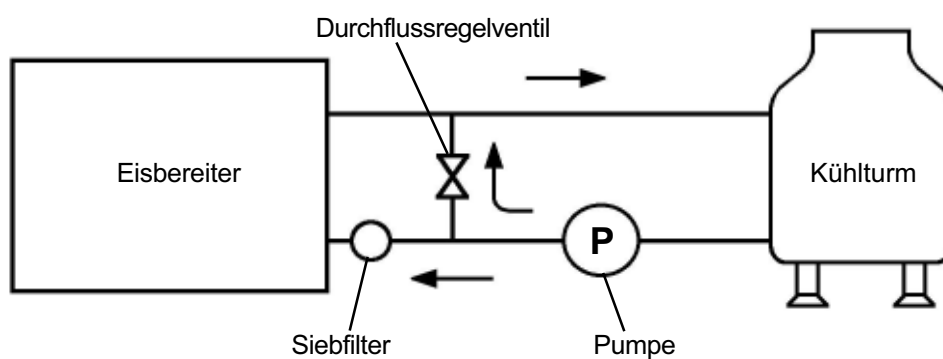 Durchflussregelventil
Eisbereiter
Kühlturm
P
Siebfilter
Pumpe